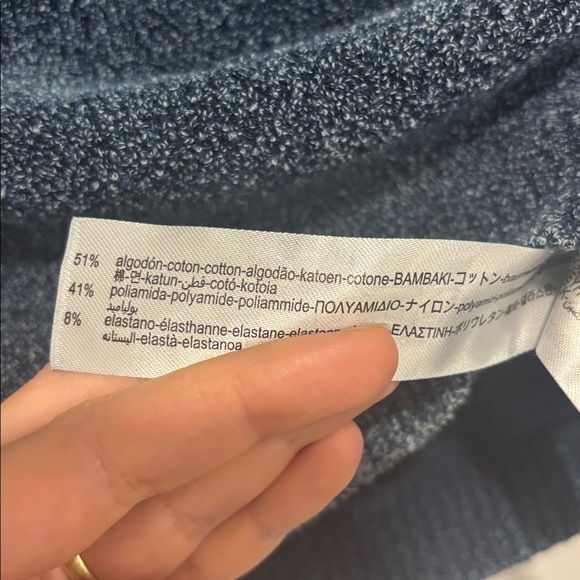 51% algodón-coton-cotton-algodão-katoen-cotone-ΒΑΜΒΑΚΙ-コットン-
棉-면-katun-قطن-cotó-kotoia
41% poliamida-polyamide-poliammide-ΠΟΛΥΑΜΙΔΙΟ-ナイロン-
بولياميد
8% elastano-élasthanne-elastane- ΕΛΑΣΤΙΝΗ-ポリウレタン-
اليستانه-elastà-elastanoa